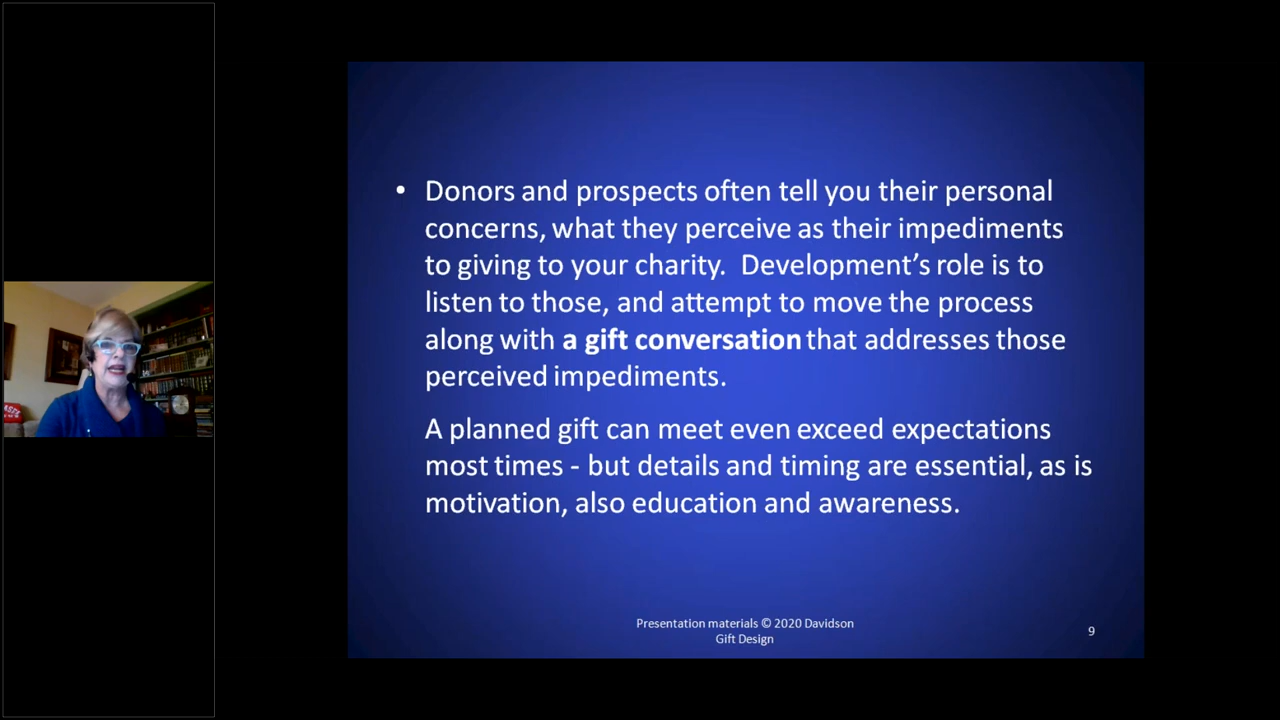 • Donors and prospects often tell you their personal
concerns, what they perceive as their impediments
to giving to your charity.  Development’s role is to
listen to those, and attempt to move the process
along with a gift conversation that addresses those
perceived impediments.
A planned gift can meet even exceed expectations
most times - but details and timing are essential, as is
motivation, also education and awareness.
Presentation materials © 2020 Davidson
Gift Design
9